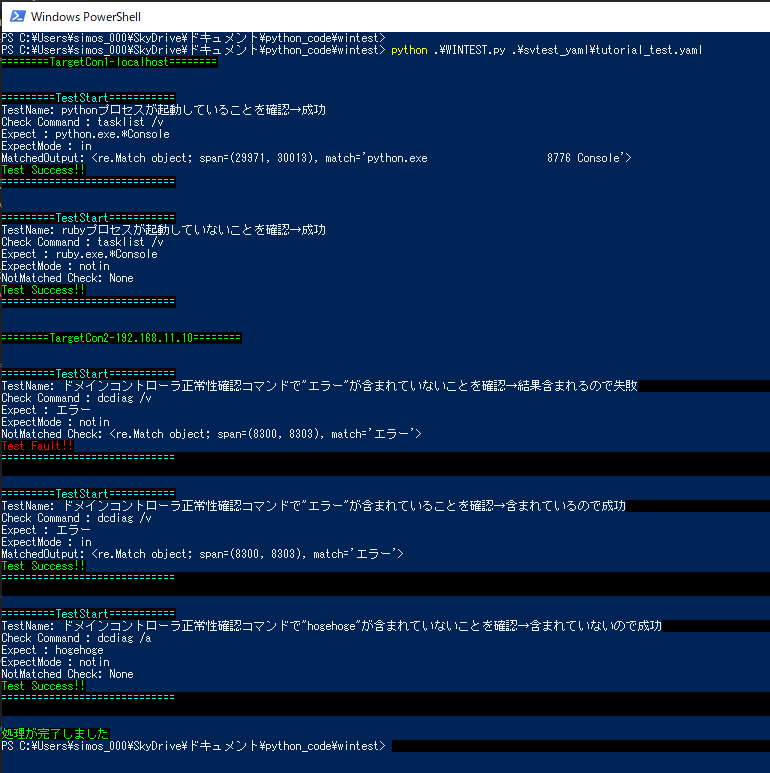 Windows PowerShell
PS C:¥Users¥simos_000¥SkyDrive¥ドキュメント¥python_code¥wintest>
PS C:¥Users¥simos_000¥SkyDrive¥ドキュメント¥python_code¥wintest> python .¥WINTEST.py .¥svtest_yaml¥tutorial_test.yaml
========TargetCon1-localhost========
=========TestStart===========
TestName: pythonプロセスが起動していることを確認→成功
Check Command : tasklist /v
Expect : python.exe.*Console
ExpectMode : in
MatchedOutput: <re.Match object; span=(29971, 30013), match='python.exe                    8776 Console'>
Test Success!!
=============================
=========TestStart===========
TestName: rubyプロセスが起動していないことを確認→成功
Check Command : tasklist /v
Expect : ruby.exe.*Console
ExpectMode : notin
NotMatched Check: None
Test Success!!
=============================
========TargetCon2-192.168.11.10========
=========TestStart===========
TestName: ドメインコントローラ正常性確認コマンドで"エラー"が含まれていないことを確認→結果含まれるので失敗
Check Command : dcdiag /v
Expect : エラー
ExpectMode : notin
NotMatched Check: <re.Match object; span=(8300, 8303), match='エラー'>
Test Fault!!
=============================
=========TestStart===========
TestName: ドメインコントローラ正常性確認コマンドで"エラー"が含まれていることを確認→含まれているので成功
Check Command : dcdiag /v
Expect : エラー
ExpectMode : in
MatchedOutput: <re.Match object; span=(8300, 8303), match='エラー'>
Test Success!!
=============================
=========TestStart===========
TestName: ドメインコントローラ正常性確認コマンドで"hogehoge"が含まれていないことを確認→含まれていないので成功
Check Command : dcdiag /a
Expect : hogehoge
ExpectMode : notin
NotMatched Check: None
Test Success!!
=============================
処理が完了しました
PS C:¥Users¥simos_000¥SkyDrive¥ドキュメント¥python_code¥wintest>